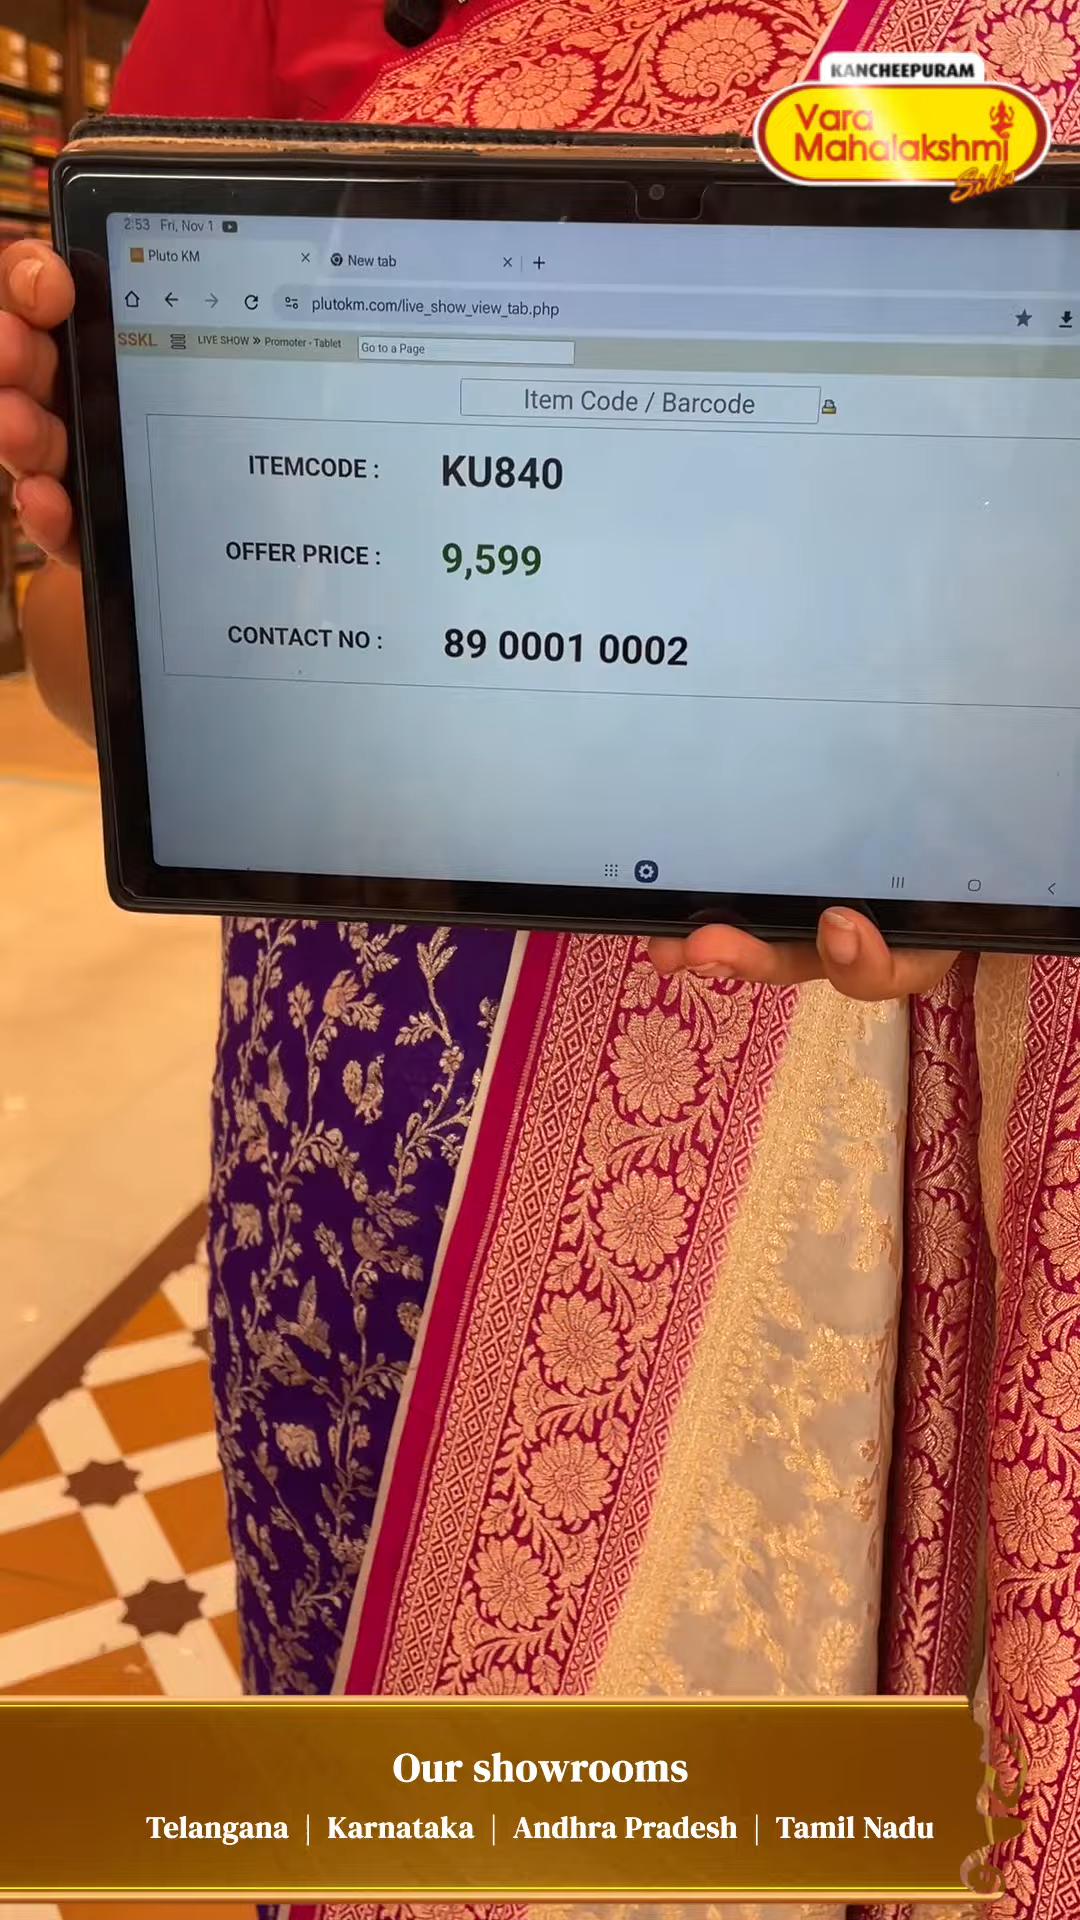 KANCHEEPURAM
Vara
Mahalakshmi
Silks
2:53 Fri, Nov 1
Pluto KM
New tab
plutokm.com/live_show_view_tab.php
SSKL
LIVE SHOW » Promoter - Tablet
Go to a Page
Item Code / Barcode
ITEMCODE : KU840
OFFER PRICE : 9,599
CONTACT NO : 89 0001 0002
Our showrooms
Telangana | Karnataka | Andhra Pradesh | Tamil Nadu